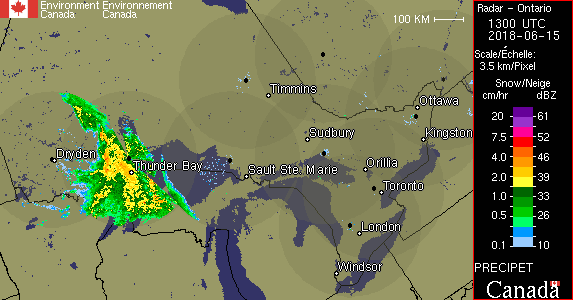 Environment Environnement
Canada Canada
100 KM
Timmins
Ottawa
Sudbury
Kingston
Dryden
Thunder Bay
Sault Ste. Marie
Orillia
Toronto
London
Windsor
Radar - Ontario
1300 UTC
2018-06-15
Scale/Échelle:
3.5 km/Pixel
Snow/Neige
cm/hr dBZ
20 61
7.5 52
4.0 46
2.0 39
1.0 33
0.5 26
0.1 10
PRECIPET
Canada